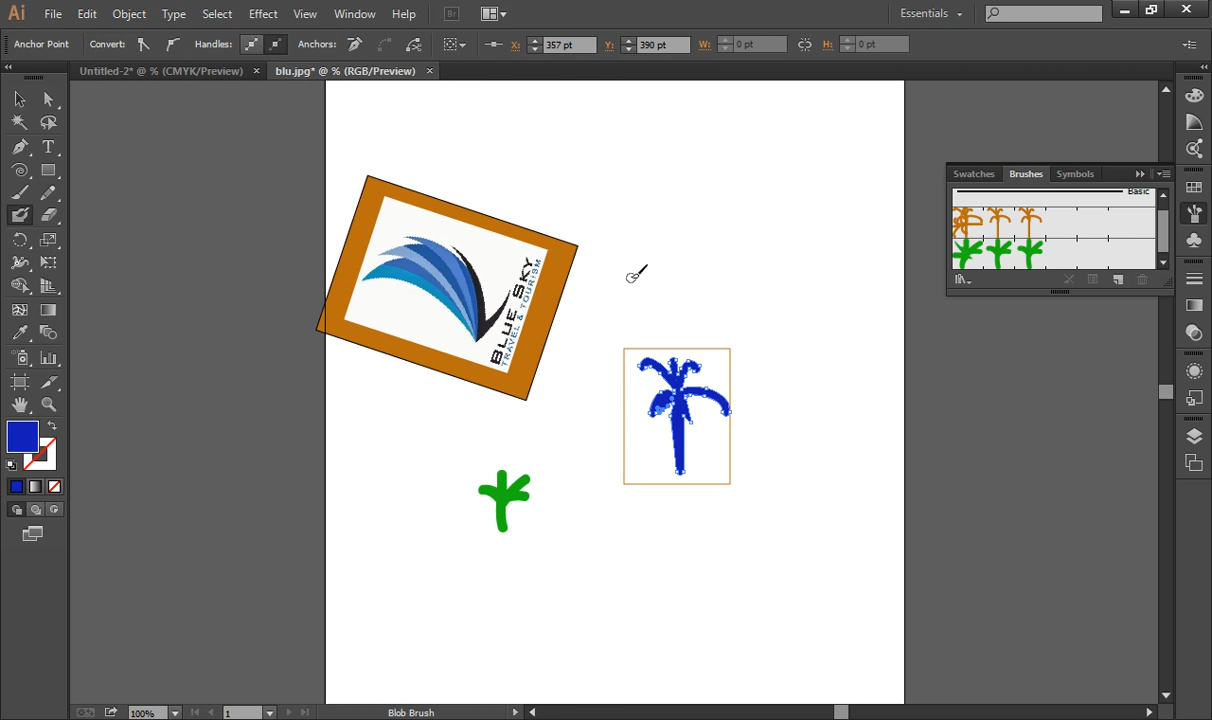 Ai File Edit Object Type Select Effect View Window Help Br Essentials
Anchor Point Convert: Handles: Anchors: X: 357 pt Y: 390 pt W: 0 pt H: 0 pt
Untitled-2* @ % (CMYK/Preview) × blu.jpg* @ % (RGB/Preview) ×
Swatches Brushes Symbols
Basic
BLUE SKY
TRAVEL & TOURISM
100% 1 Blob Brush